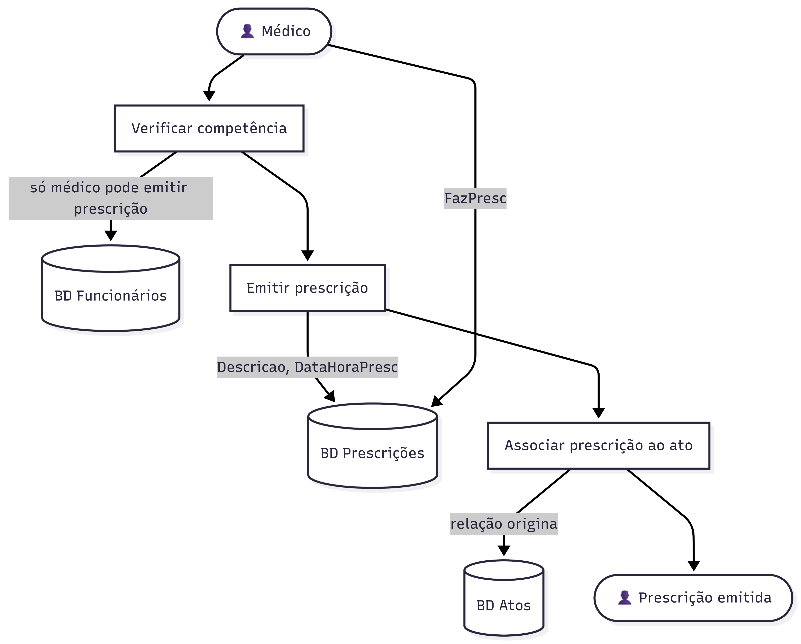 Médico
Verificar competência
só médico pode emitir
prescrição
FazPresc
BD Funcionários
Emitir prescrição
Descricao, DataHoraPresc
BD Prescrições
Associar prescrição ao ato
relação origina
BD Atos
Prescrição emitida